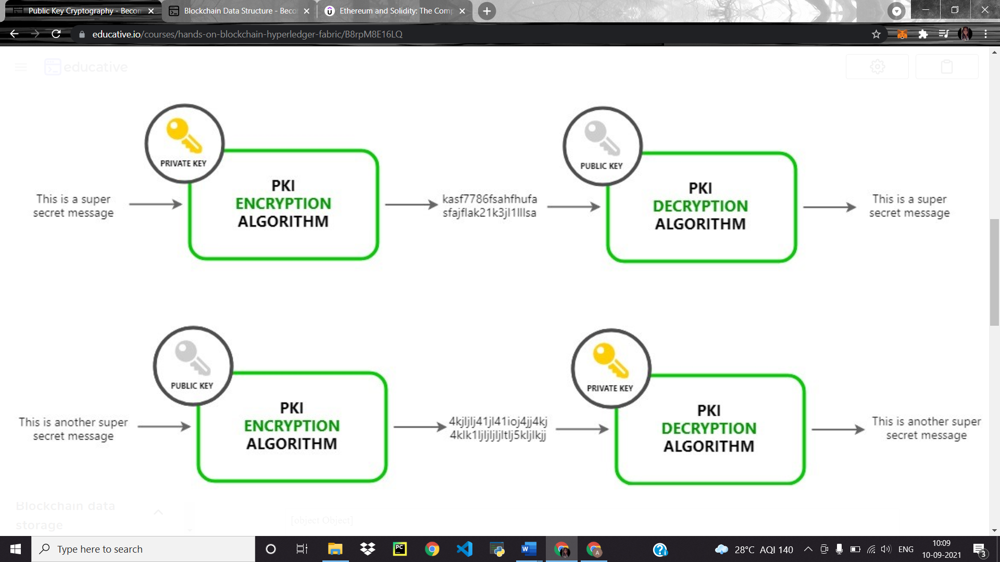 Public Key Cryptography - Becom
Blockchain Data Structure - Beco
Ethereum and Solidity: The Comp
educative.io/courses/hands-on-blockchain-hyperledger-fabric/B8rpM8E16LQ
educative
PRIVATE KEY
PUBLIC KEY
PKI
ENCRYPTION
ALGORITHM
PKI
DECRYPTION
ALGORITHM
This is a super
secret message
kasf7786fsahfhufa
sfajflak21k3jl1lllsa
This is a super
secret message
PUBLIC KEY
PRIVATE KEY
PKI
ENCRYPTION
ALGORITHM
PKI
DECRYPTION
ALGORITHM
This is another super
secret message
4kjljlj41jl41ioj4jj4kj
4klk1ljljljljltlj5kljlkjj
This is another super
secret message
Blockchain data
storage
[object Object]
Type here to search
PC
28°C AQI 140
ENG
10:09
10-09-2021
3